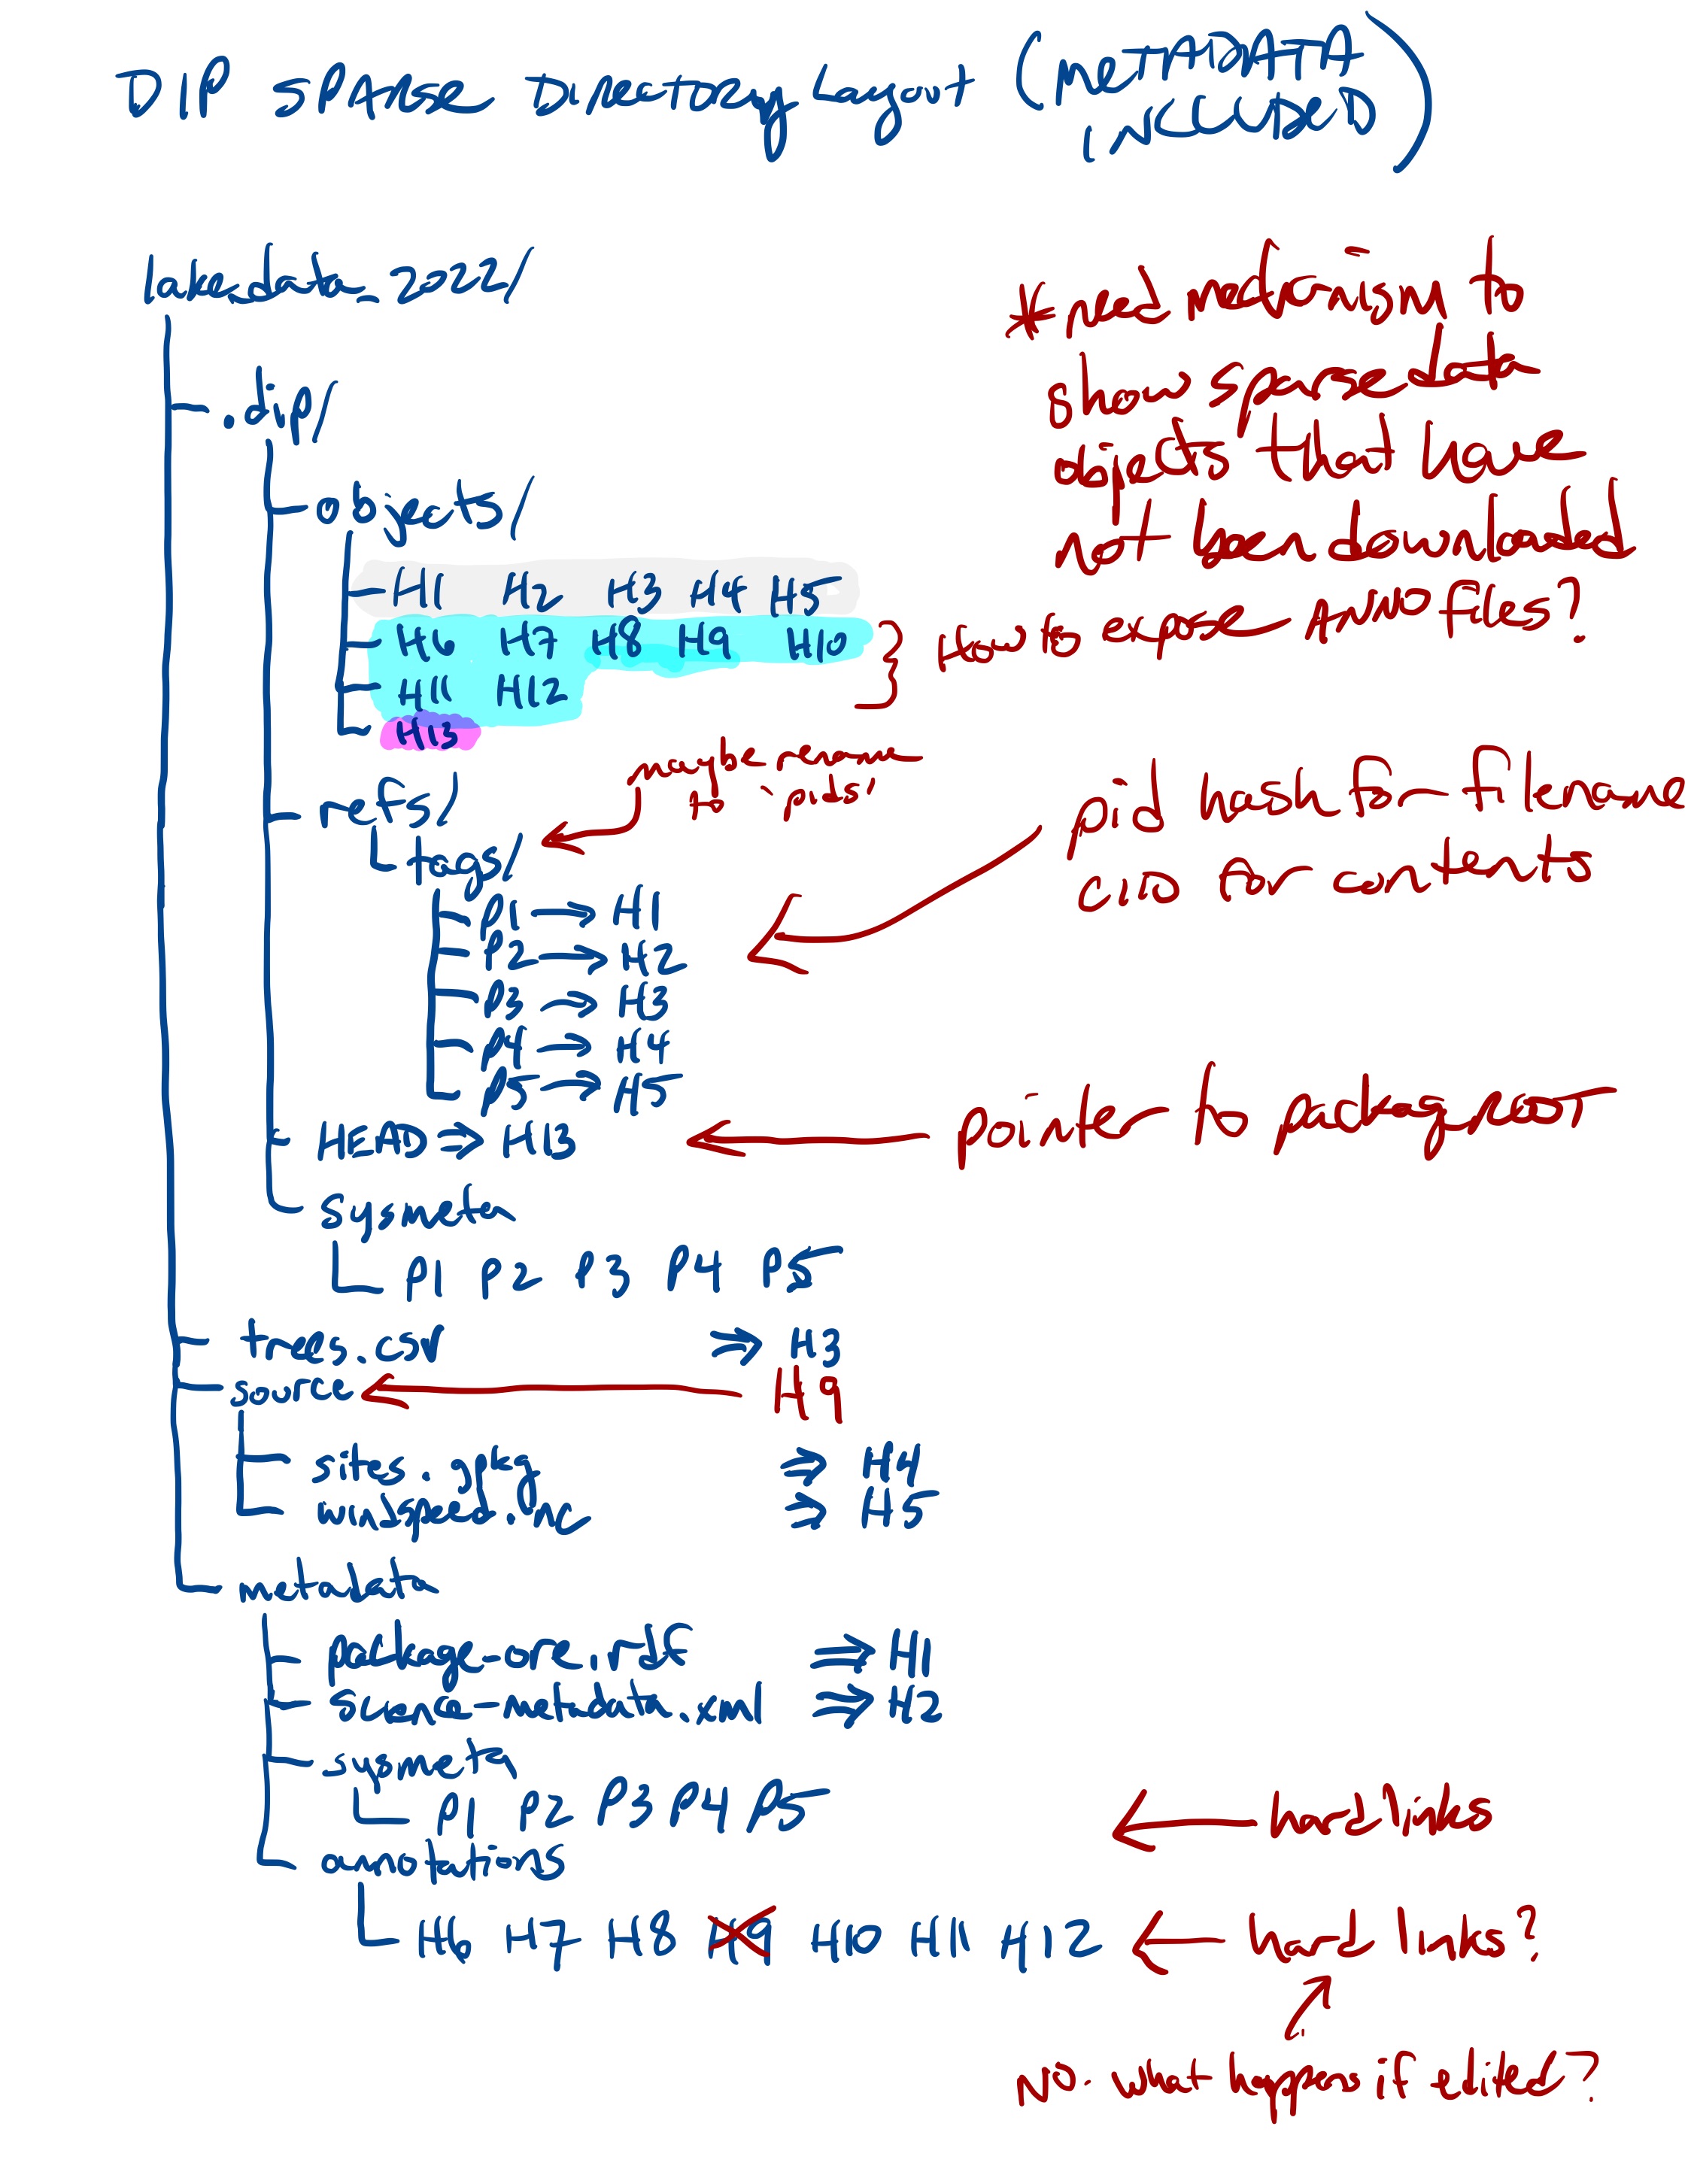 DIP SPARSE DIRECTORY Layout (METADATA
INCLUDED)
lake_data_2022/
*need mechanism to
show sparse data
objects that have
not been downloaded
.dip/
objects/
H1 H2 H3 H4 H5
H6 H7 H8 H9 H10
H11 H12
H13
} How to expose ANNO files?
refs/
maybe rename
to 'pids'
tags/
pid hash for filename
CID for contents
P1 → H1
P2 → H2
P3 → H3
P4 → H4
P5 → H5
HEAD ⇒ H13
← pointer to package root
sysmeta
P1 P2 P3 P4 P5
trees.csv ⇒ H3
source ← H9
sites.gpkg ⇒ H4
windspeed.nc ⇒ H5
metadata
package-ore.rdf ⇒ H1
science-metadata.xml ⇒ H2
sysmeta
P1 P2 P3 P4 P5 ← hard links
annotations
H6 H7 H8 H9 H10 H11 H12 ← hard links?
NO. what happens if edited?